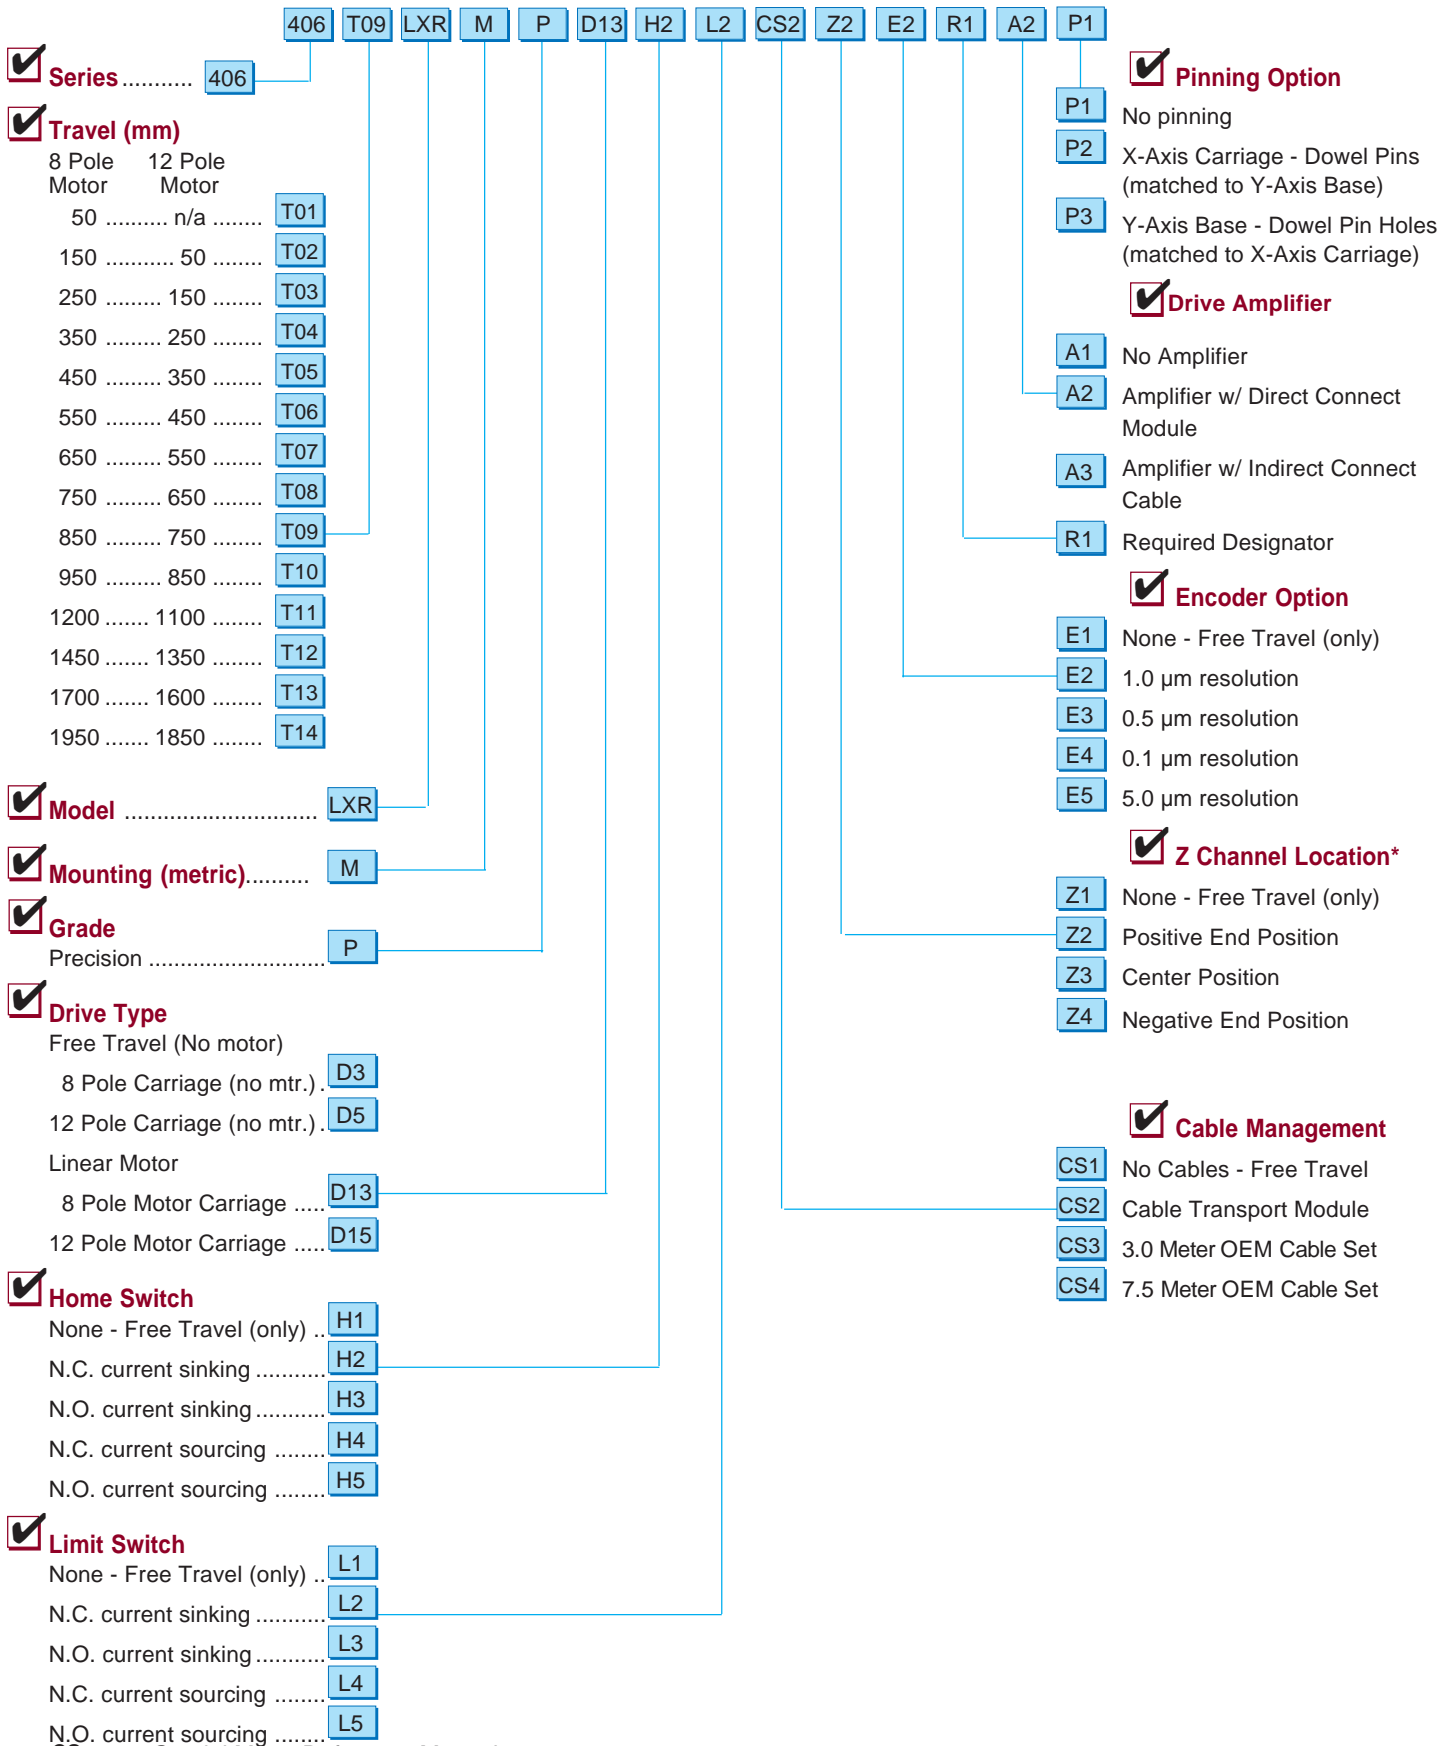 406 T09 LXR M P D13 H2 L2 CS2 Z2 E2 R1 A2 P1
Series ........... 406
Travel (mm)
8 Pole 12 Pole
Motor Motor
50 .......... n/a ........ T01
150 ........... 50 ........ T02
250 ......... 150 ........ T03
350 ......... 250 ........ T04
450 ......... 350 ........ T05
550 ......... 450 ........ T06
650 ......... 550 ........ T07
750 ......... 650 ........ T08
850 ......... 750 ........ T09
950 ......... 850 ........ T10
1200 ....... 1100 ........ T11
1450 ....... 1350 ........ T12
1700 ....... 1600 ........ T13
1950 ....... 1850 ........ T14
Model .............................. LXR
Mounting (metric).......... M
Grade
Precision ............................ P
Drive Type
Free Travel (No motor)
8 Pole Carriage (no mtr.) . D3
12 Pole Carriage (no mtr.) . D5
Linear Motor
8 Pole Motor Carriage ..... D13
12 Pole Motor Carriage ..... D15
Home Switch
None - Free Travel (only) .. H1
N.C. current sinking ........... H2
N.O. current sinking ........... H3
N.C. current sourcing ........ H4
N.O. current sourcing ........ H5
Limit Switch
None - Free Travel (only) .. L1
N.C. current sinking ........... L2
N.O. current sinking ........... L3
N.C. current sourcing ........ L4
N.O. current sourcing ........ L5
Pinning Option
P1 No pinning
P2 X-Axis Carriage - Dowel Pins
(matched to Y-Axis Base)
P3 Y-Axis Base - Dowel Pin Holes
(matched to X-Axis Carriage)
Drive Amplifier
A1 No Amplifier
A2 Amplifier w/ Direct Connect
Module
A3 Amplifier w/ Indirect Connect
Cable
R1 Required Designator
Encoder Option
E1 None - Free Travel (only)
E2 1.0 µm resolution
E3 0.5 µm resolution
E4 0.1 µm resolution
E5 5.0 µm resolution
Z Channel Location*
Z1 None - Free Travel (only)
Z2 Positive End Position
Z3 Center Position
Z4 Negative End Position
Cable Management
CS1 No Cables - Free Travel
CS2 Cable Transport Module
CS3 3.0 Meter OEM Cable Set
CS4 7.5 Meter OEM Cable Set